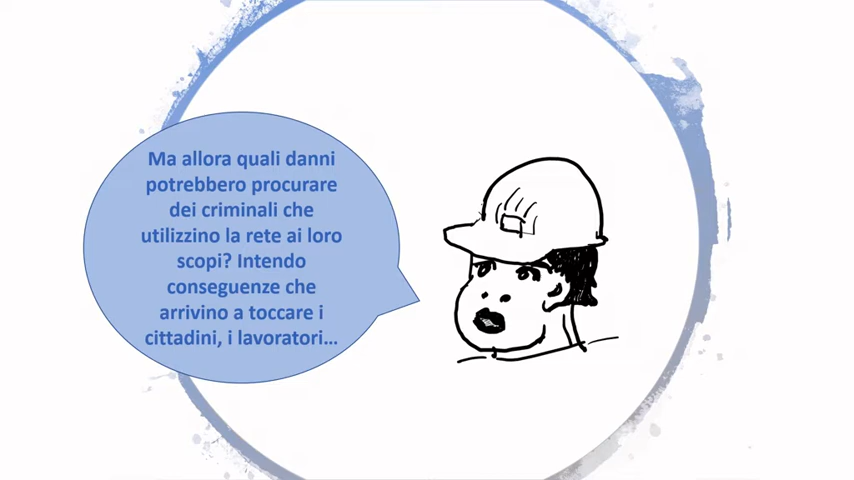 Ma allora quali danni
potrebbero procurare
dei criminali che
utilizzino la rete ai loro
scopi? Intendo
conseguenze che
arrivino a toccare i
cittadini, i lavoratori…